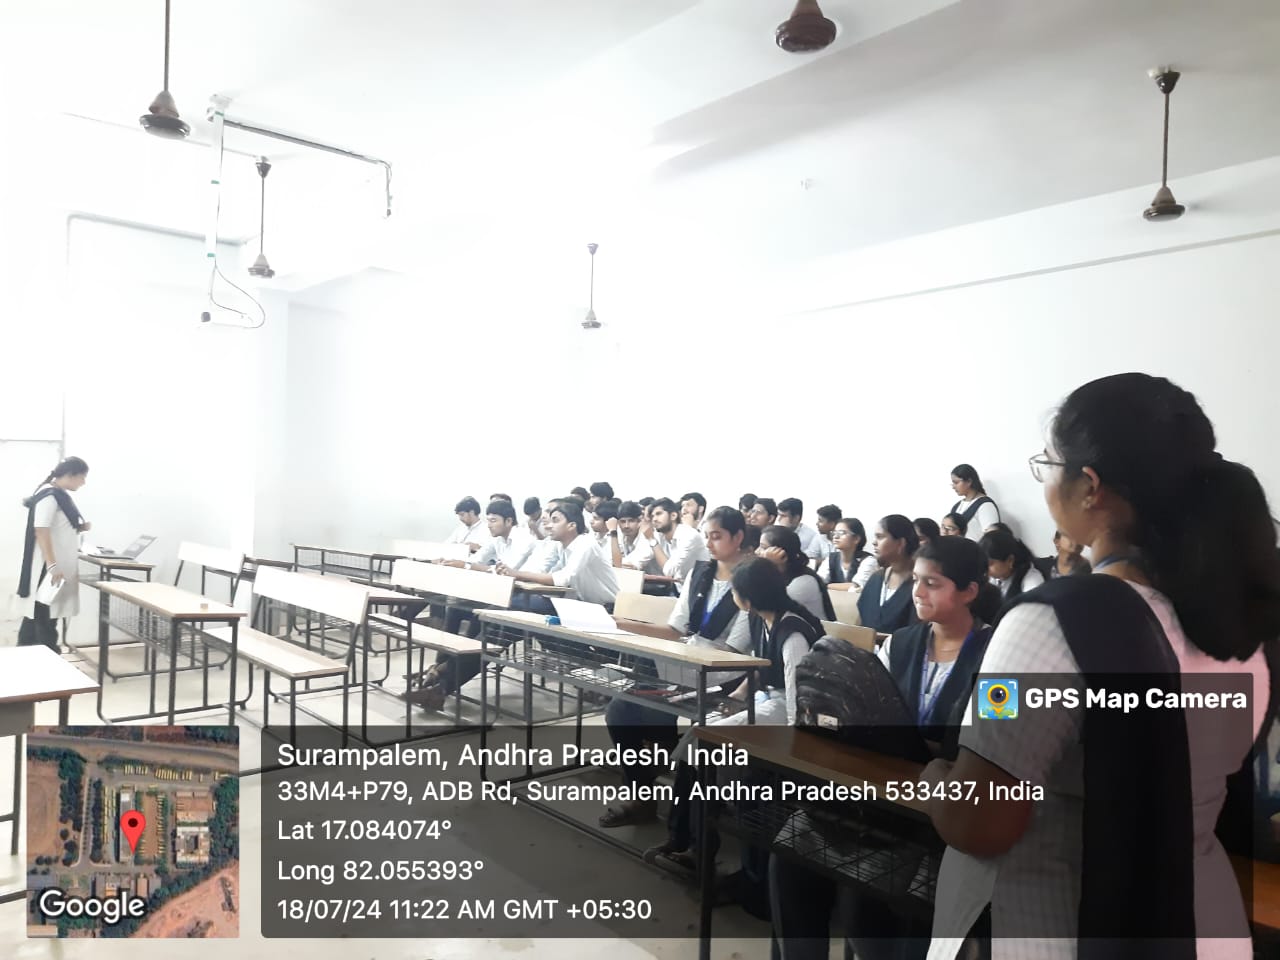 GPS Map Camera
Surampalem, Andhra Pradesh, India
33M4+P79, ADB Rd, Surampalem, Andhra Pradesh 533437, India
Lat 17.084074°
Long 82.055393°
18/07/24 11:22 AM GMT +05:30
Google